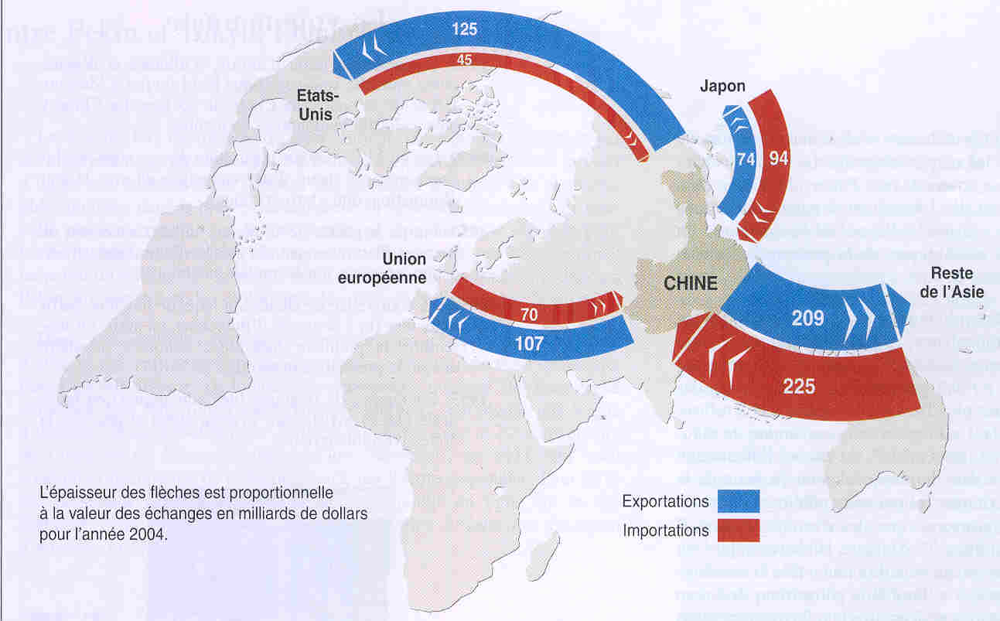 125
45
Etats-
Unis
Japon
74
94
Union
européenne
CHINE
Reste
de l'Asie
70
107
209
225
L'épaisseur des flèches est proportionnelle
à la valeur des échanges en milliards de dollars
pour l'année 2004.
Exportations
Importations